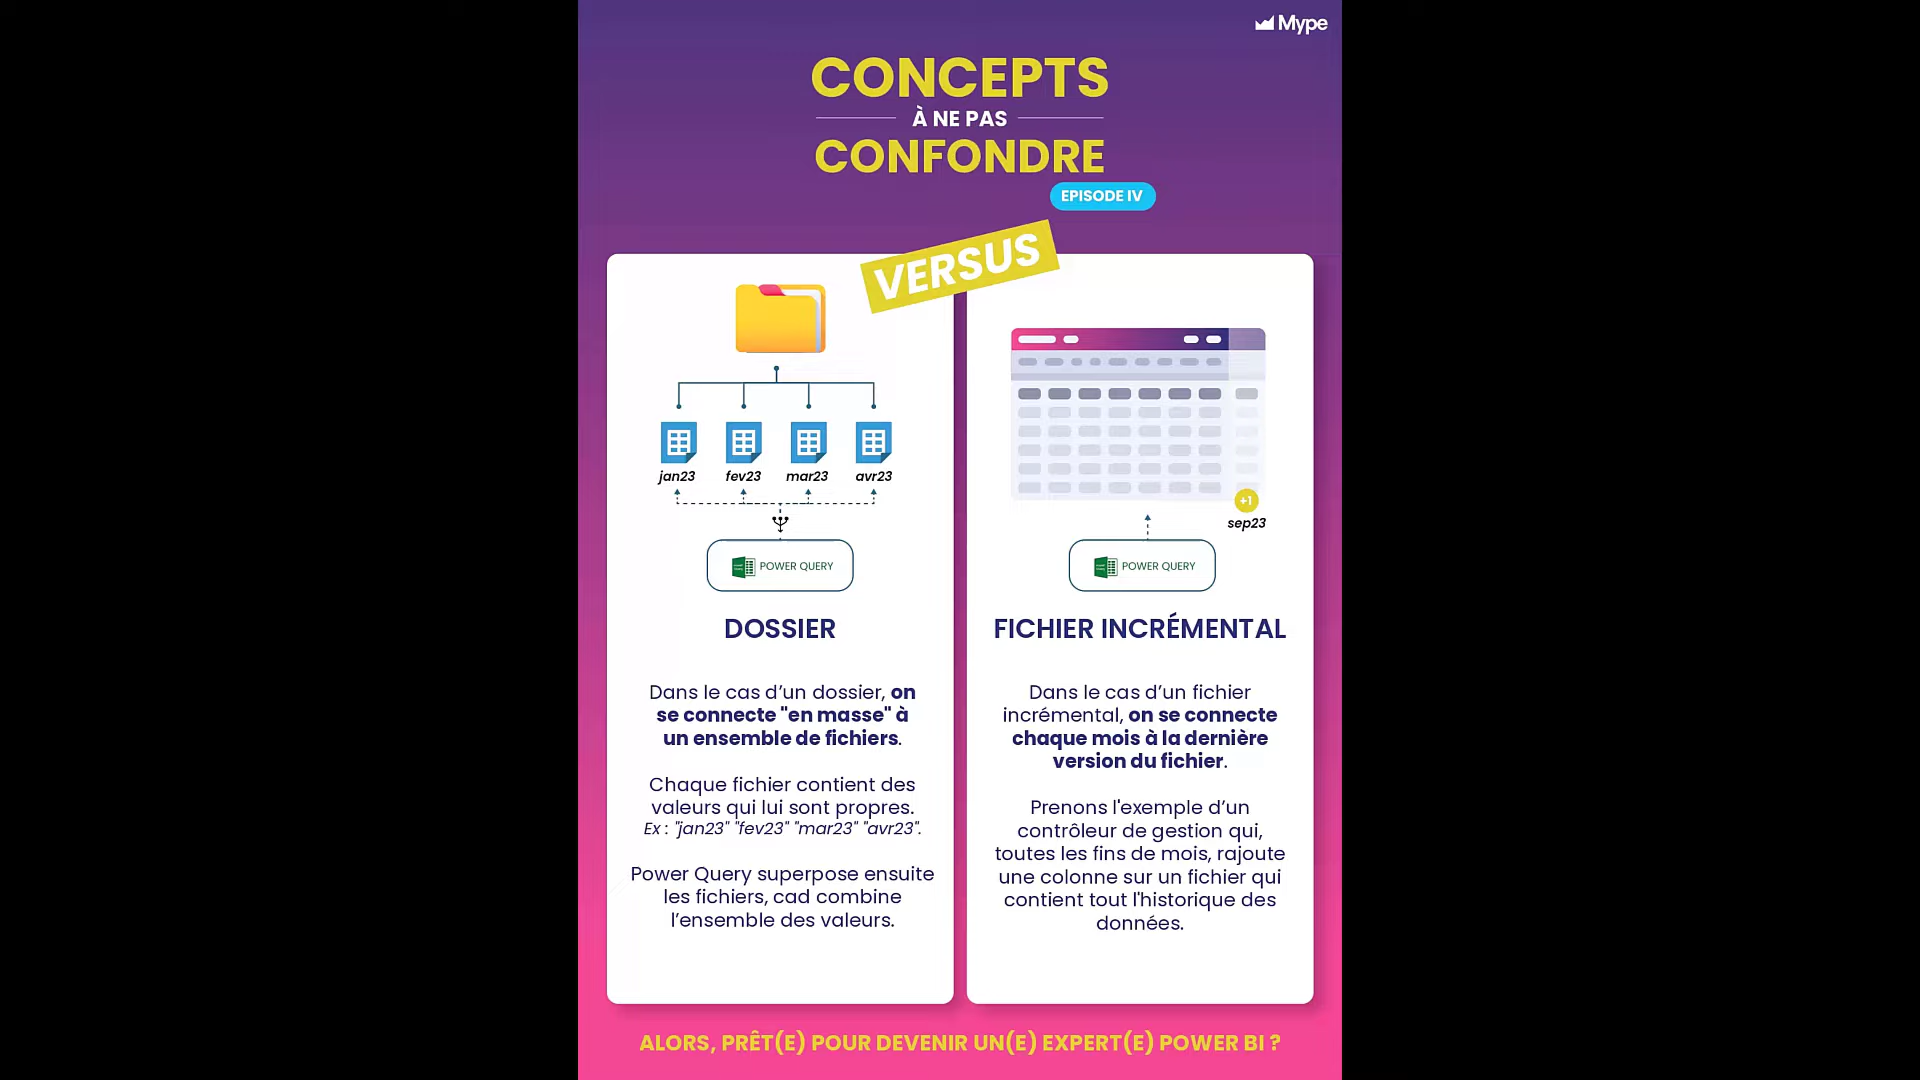 Mype
CONCEPTS
À NE PAS
CONFONDRE
EPISODE IV
VERSUS
jan23 fev23 mar23 avr23
POWER QUERY
DOSSIER
Dans le cas d’un dossier, on
se connecte "en masse" à
un ensemble de fichiers.
Chaque fichier contient des
valeurs qui lui sont propres.
Ex : "jan23" "fev23" "mar23" "avr23".
Power Query superpose ensuite
les fichiers, cad combine
l’ensemble des valeurs.
+1
sep23
POWER QUERY
FICHIER INCRÉMENTAL
Dans le cas d’un fichier
incrémental, on se connecte
chaque mois à la dernière
version du fichier.
Prenons l'exemple d’un
contrôleur de gestion qui,
toutes les fins de mois, rajoute
une colonne sur un fichier qui
contient tout l'historique des
données.
ALORS, PRÊT(E) POUR DEVENIR UN(E) EXPERT(E) POWER BI ?